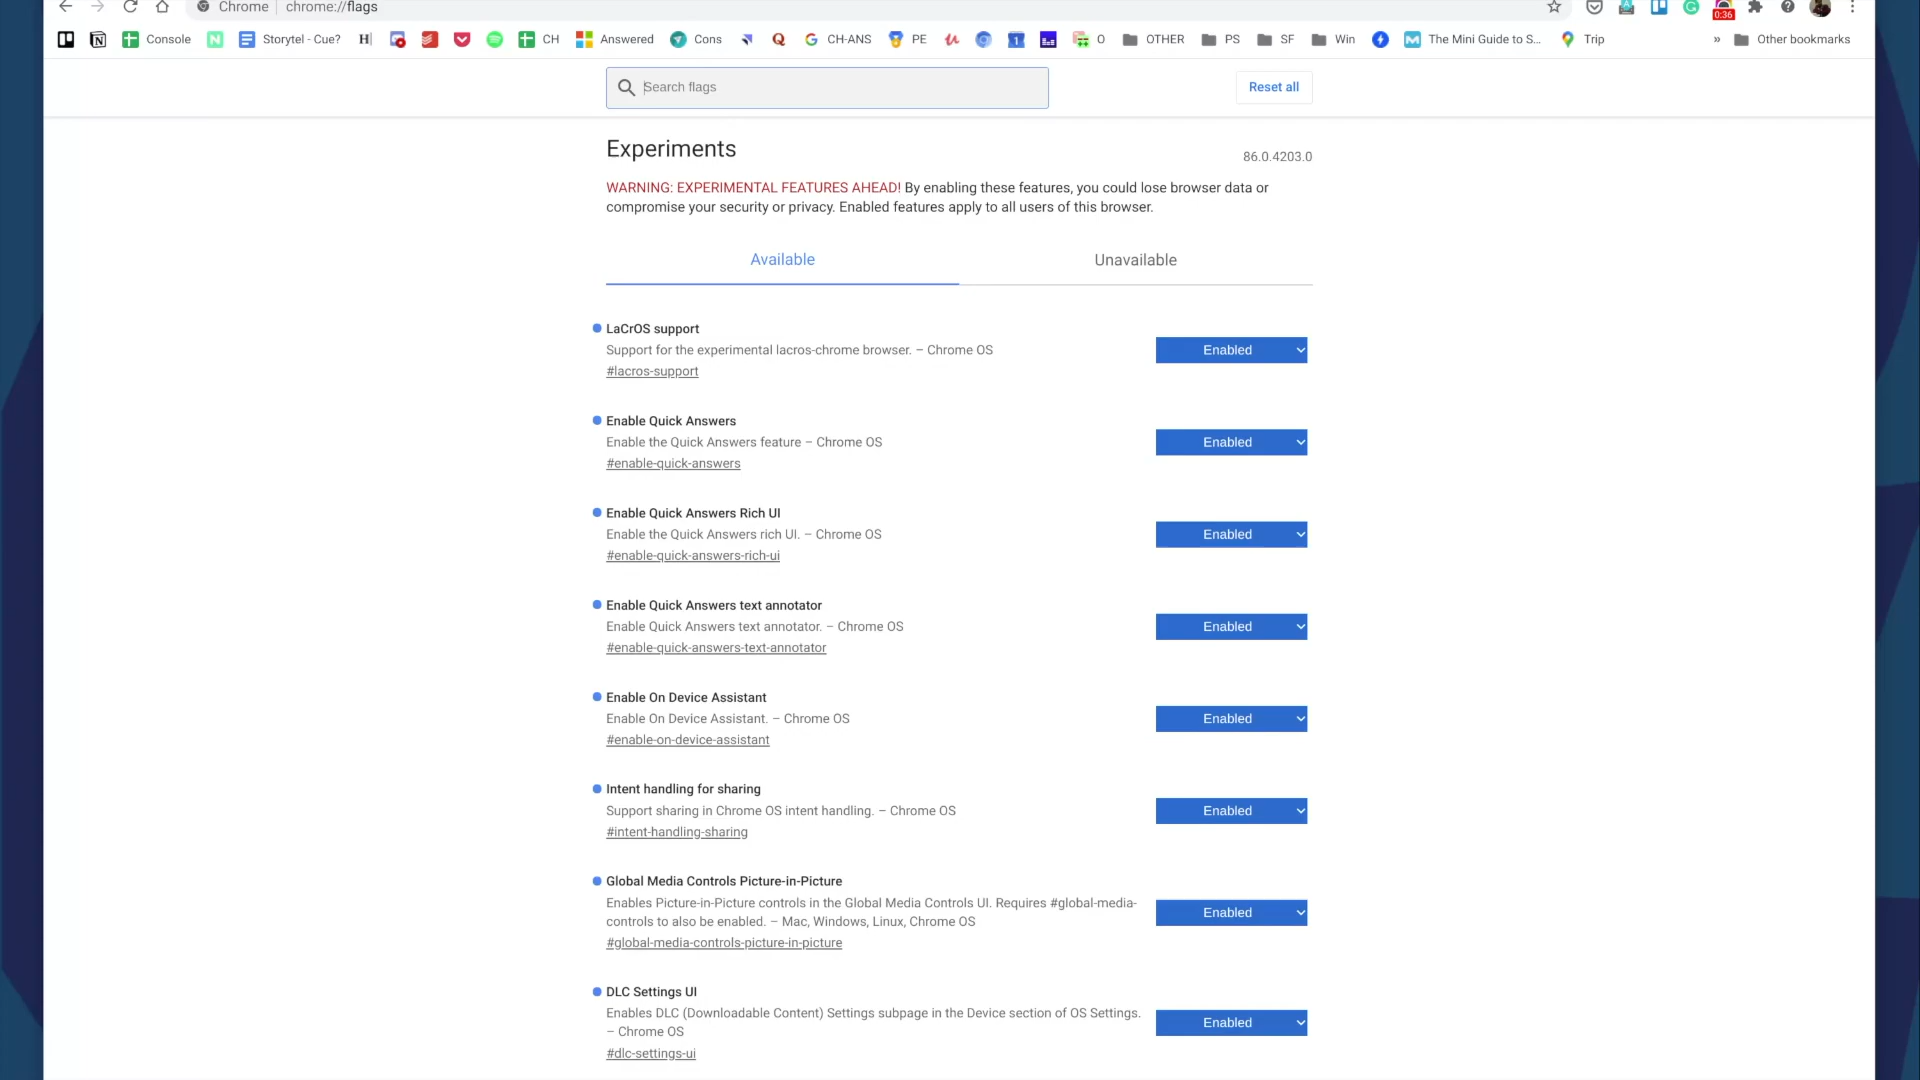 Chrome | chrome://flags
0:36
Console
Storytel - Cue?
CH
Answered
Cons
CH-ANS
PE
O
OTHER
PS
SF
Win
The Mini Guide to S...
Trip
»
Other bookmarks
Search flags
Reset all
Experiments
86.0.4203.0
WARNING: EXPERIMENTAL FEATURES AHEAD! By enabling these features, you could lose browser data or
compromise your security or privacy. Enabled features apply to all users of this browser.
Available
Unavailable
LaCrOS support
Support for the experimental lacros-chrome browser. – Chrome OS
#lacros-support
Enabled
Enable Quick Answers
Enable the Quick Answers feature – Chrome OS
#enable-quick-answers
Enabled
Enable Quick Answers Rich UI
Enable the Quick Answers rich UI. – Chrome OS
#enable-quick-answers-rich-ui
Enabled
Enable Quick Answers text annotator
Enable Quick Answers text annotator. – Chrome OS
#enable-quick-answers-text-annotator
Enabled
Enable On Device Assistant
Enable On Device Assistant. – Chrome OS
#enable-on-device-assistant
Enabled
Intent handling for sharing
Support sharing in Chrome OS intent handling. – Chrome OS
#intent-handling-sharing
Enabled
Global Media Controls Picture-in-Picture
Enables Picture-in-Picture controls in the Global Media Controls UI. Requires #global-media-
controls to also be enabled. – Mac, Windows, Linux, Chrome OS
#global-media-controls-picture-in-picture
Enabled
DLC Settings UI
Enables DLC (Downloadable Content) Settings subpage in the Device section of OS Settings.
– Chrome OS
#dlc-settings-ui
Enabled